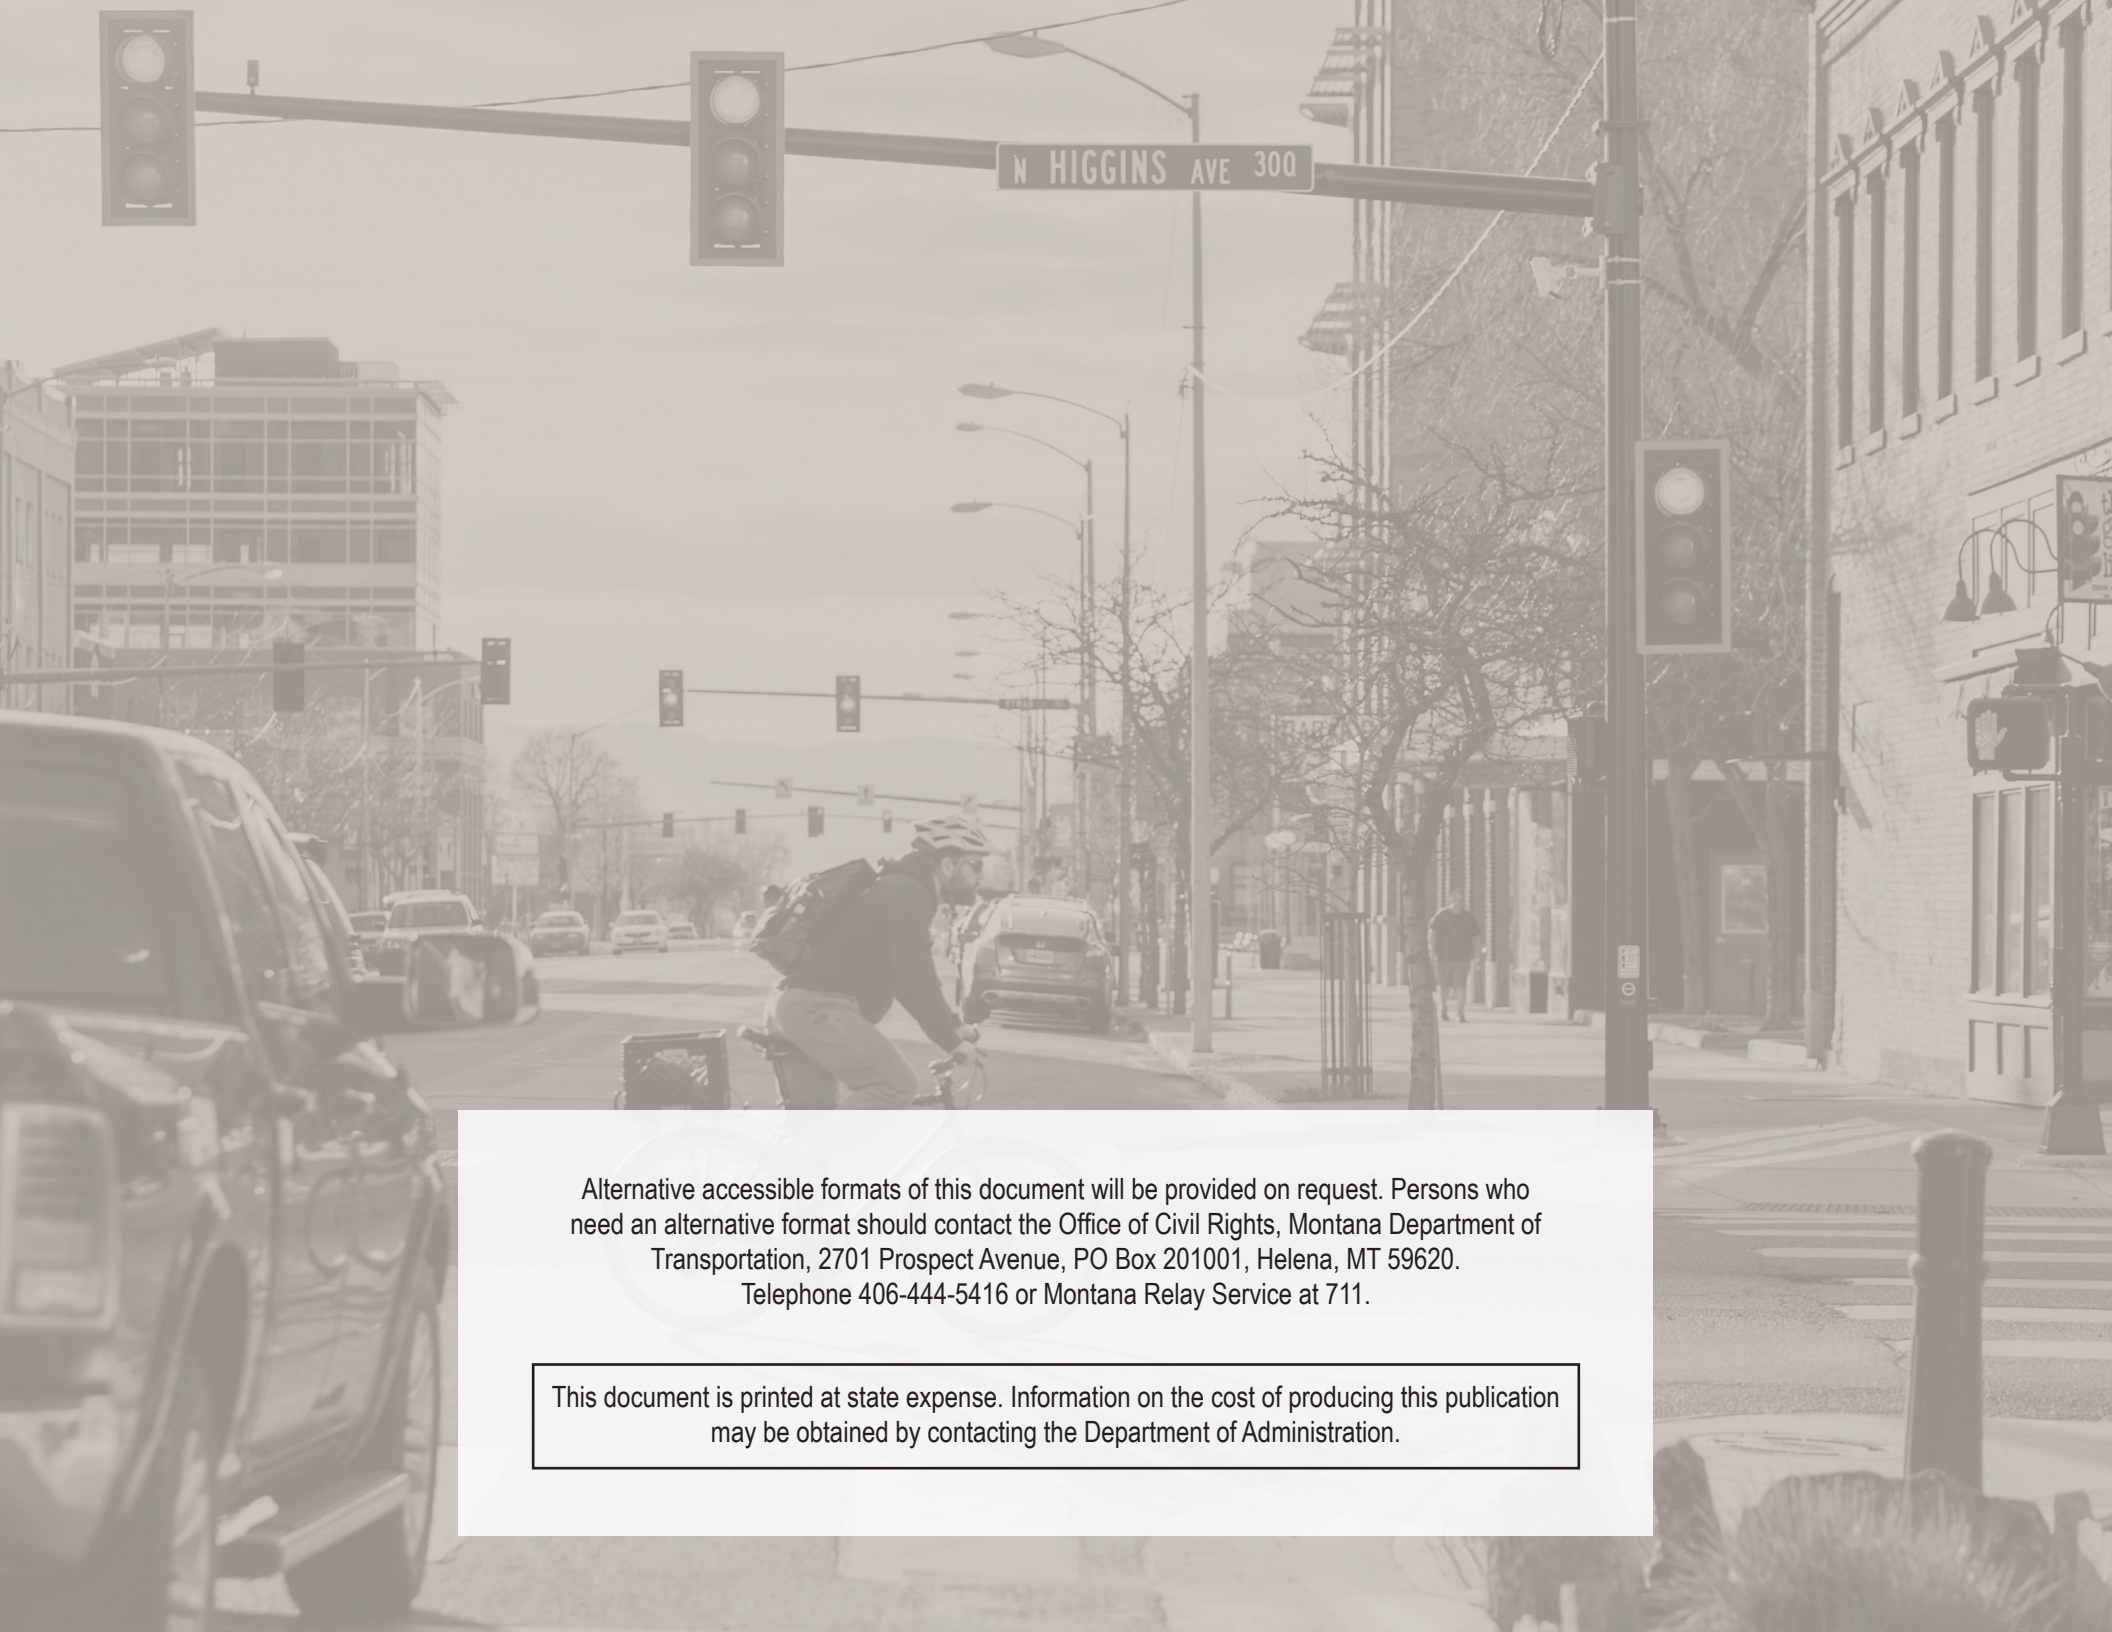 N HIGGINS AVE 300
Alternative accessible formats of this document will be provided on request. Persons who
need an alternative format should contact the Office of Civil Rights, Montana Department of
Transportation, 2701 Prospect Avenue, PO Box 201001, Helena, MT 59620.
Telephone 406-444-5416 or Montana Relay Service at 711.
This document is printed at state expense. Information on the cost of producing this publication
may be obtained by contacting the Department of Administration.